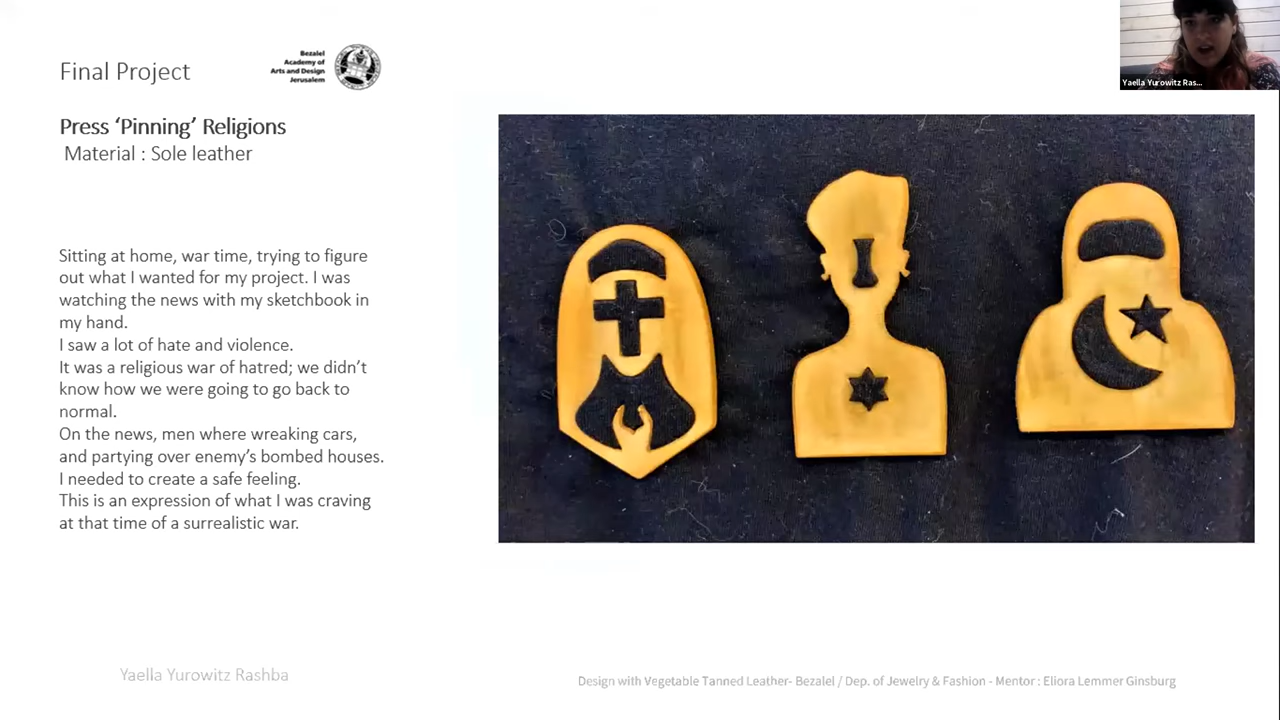 Final Project
Bezalel
Academy of
Arts and Design
Jerusalem
Yaella Yurowitz Ras...
Press ‘Pinning’ Religions
Material : Sole leather
Sitting at home, war time, trying to figure
out what I wanted for my project. I was
watching the news with my sketchbook in
my hand.
I saw a lot of hate and violence.
It was a religious war of hatred; we didn’t
know how we were going to go back to
normal.
On the news, men where wreaking cars,
and partying over enemy’s bombed houses.
I needed to create a safe feeling.
This is an expression of what I was craving
at that time of a surrealistic war.
Yaella Yurowitz Rashba
Design with Vegetable Tanned Leather- Bezalel / Dep. of Jewelry & Fashion - Mentor : Eliora Lemmer Ginsburg